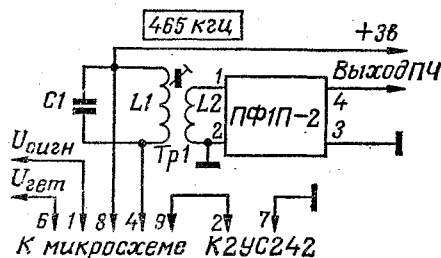 465 кгц
+3в
Выход ПЧ
C1
L1
L2
1
ПФ1П-2
4
2
3
Тр1
Uсигн
Uгет
6 1 8 4 9 2 7
К микросхеме К2УС242